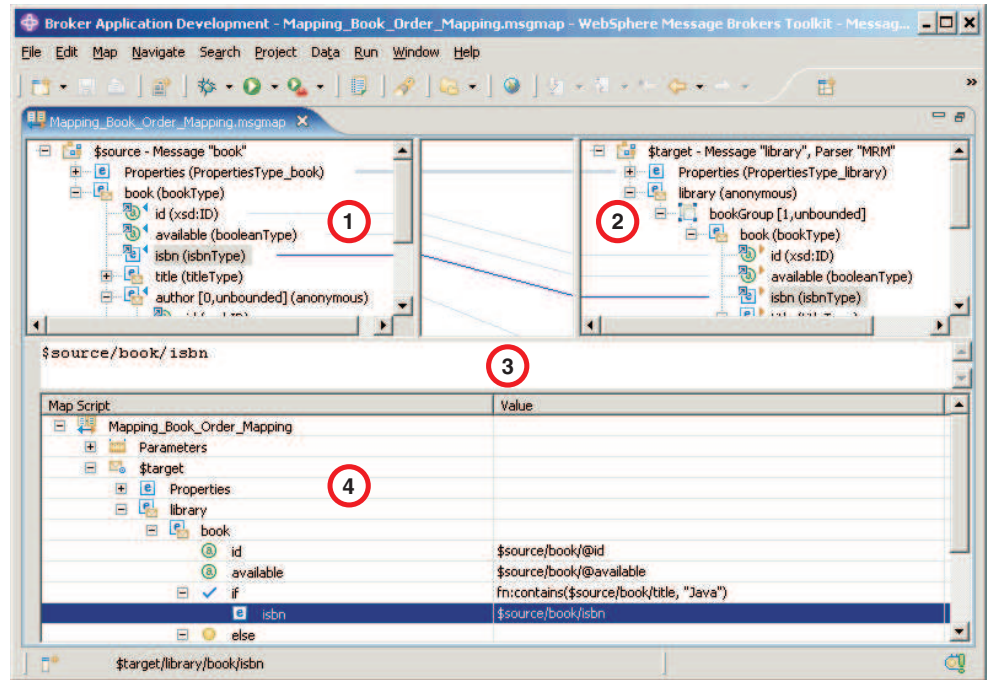 Broker Application Development - Mapping_Book_Order_Mapping.msgmap - WebSphere Message Brokers Toolkit - Messag...
File Edit Map Navigate Search Project Data Run Window Help
»
Mapping_Book_Order_Mapping.msgmap
$source - Message "book"
Properties (PropertiesType_book)
book (bookType)
id (xsd:ID)
available (booleanType)
isbn (isbnType)
title (titleType)
author [0,unbounded] (anonymous)
1
$target - Message "library", Parser "MRM"
Properties (PropertiesType_library)
library (anonymous)
bookGroup [1,unbounded]
book (bookType)
id (xsd:ID)
available (booleanType)
isbn (isbnType)
2
$source/book/isbn
3
Map Script Value
Mapping_Book_Order_Mapping
Parameters
$target
Properties
4
library
book
id $source/book/@id
available $source/book/@available
if fn:contains($source/book/title, "Java")
isbn $source/book/isbn
else
$target/library/book/isbn